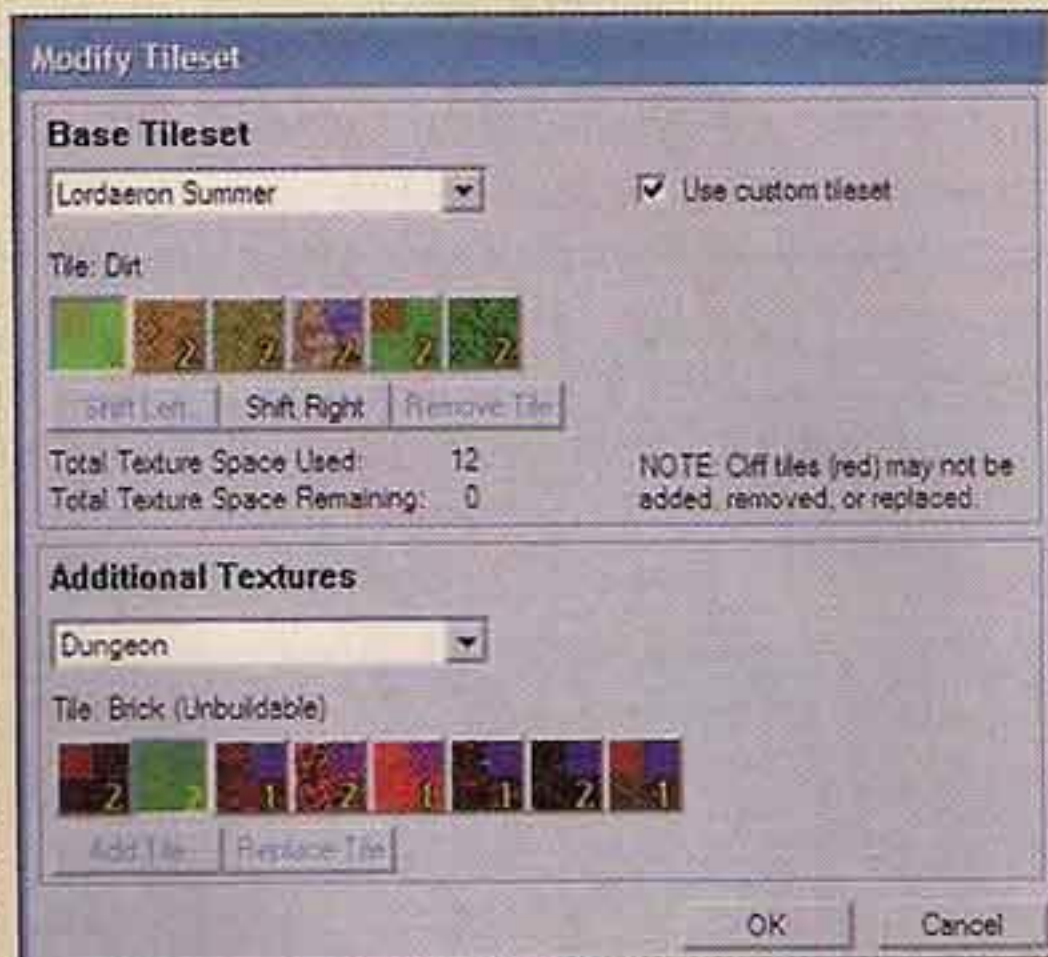 Modify Tileset
Base Tileset
Lordaeron Summer
Use custom tileset
Tile: Dirt
2 2 2 2 2
Shift Left Shift Right Remove Tile
Total Texture Space Used: 12
Total Texture Space Remaining: 0
NOTE: Cliff tiles (red) may not be
added, removed, or replaced.
Additional Textures
Dungeon
Tile: Brick (Unbuildable)
2 2 1 2 1 1 2 1
Add Tile Replace Tile
OK Cancel